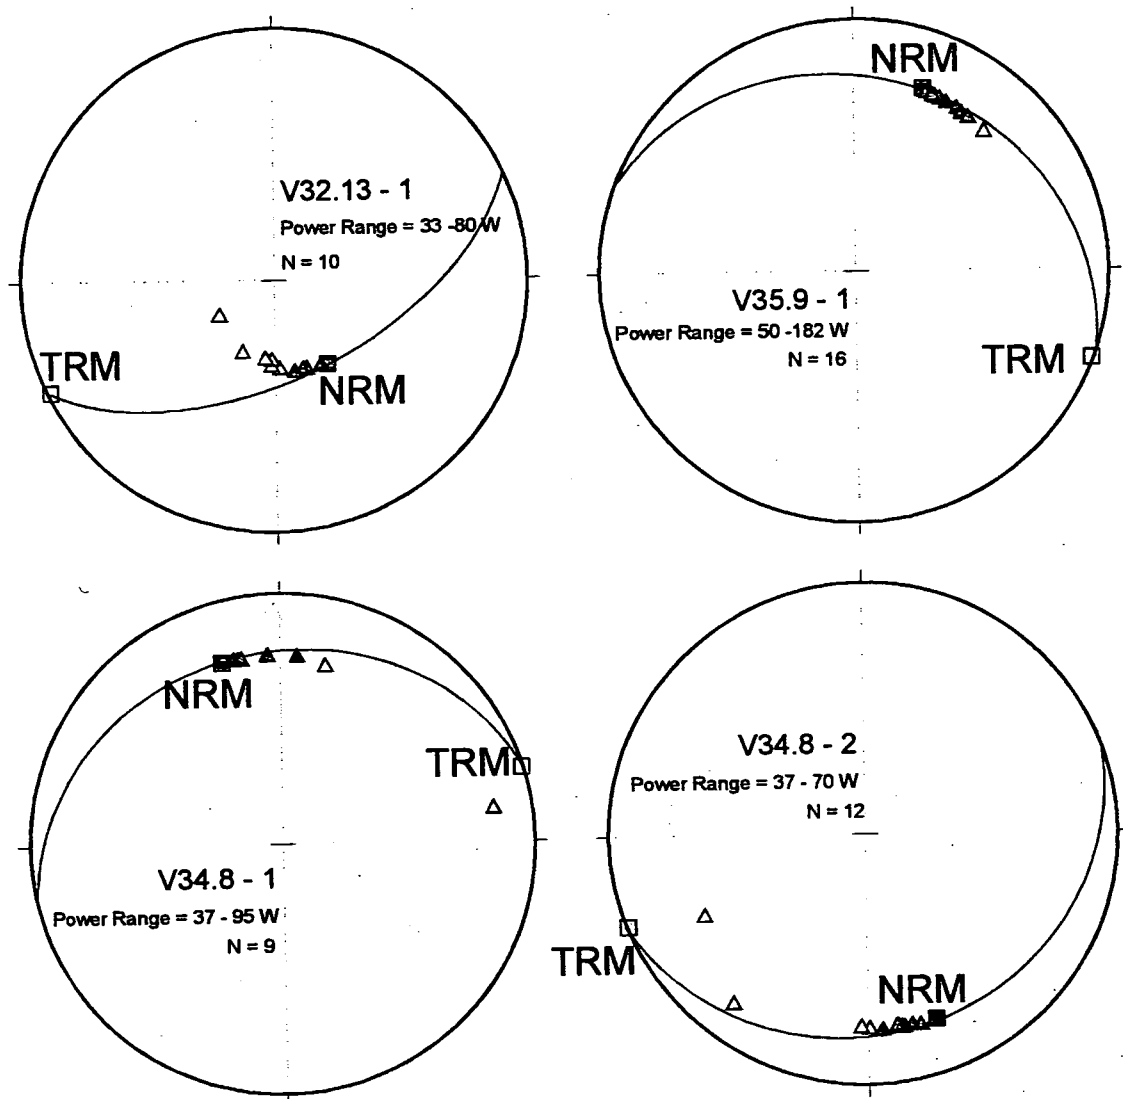 V32.13 - 1
Power Range = 33 -80 W
N = 10
TRM
NRM
NRM
V35.9 - 1
Power Range = 50 -182 W
N = 16
TRM
NRM
TRM
V34.8 - 1
Power Range = 37 - 95 W
N = 9
V34.8 - 2
Power Range = 37 - 70 W
N = 12
TRM
NRM